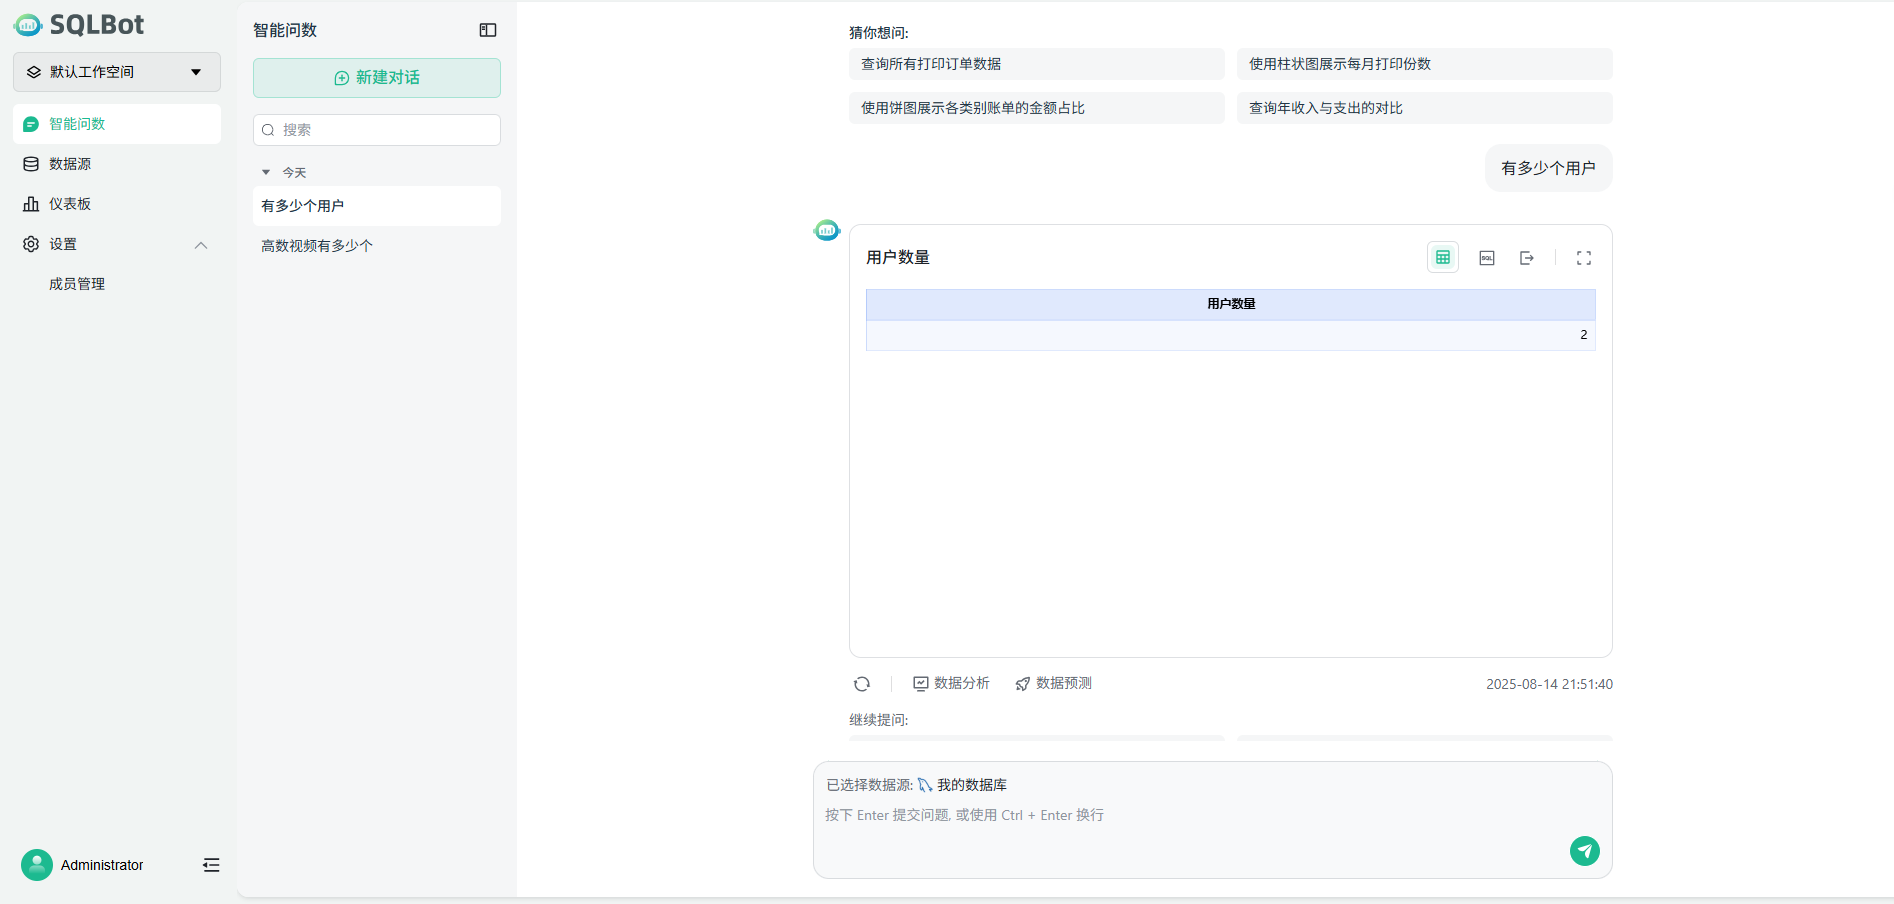 SQLBot
默认工作空间
智能问数
数据源
仪表板
设置
成员管理
Administrator
智能问数
新建对话
搜索
今天
有多少个用户
高数视频有多少个
猜你想问:
查询所有打印订单数据
使用柱状图展示每月打印份数
使用饼图展示各类别账单的金额占比
查询年收入与支出的对比
有多少个用户
用户数量
SQL
用户数量
2
数据分析
数据预测
2025-08-14 21:51:40
继续提问:
已选择数据源: 我的数据库
按下 Enter 提交问题, 或使用 Ctrl + Enter 换行